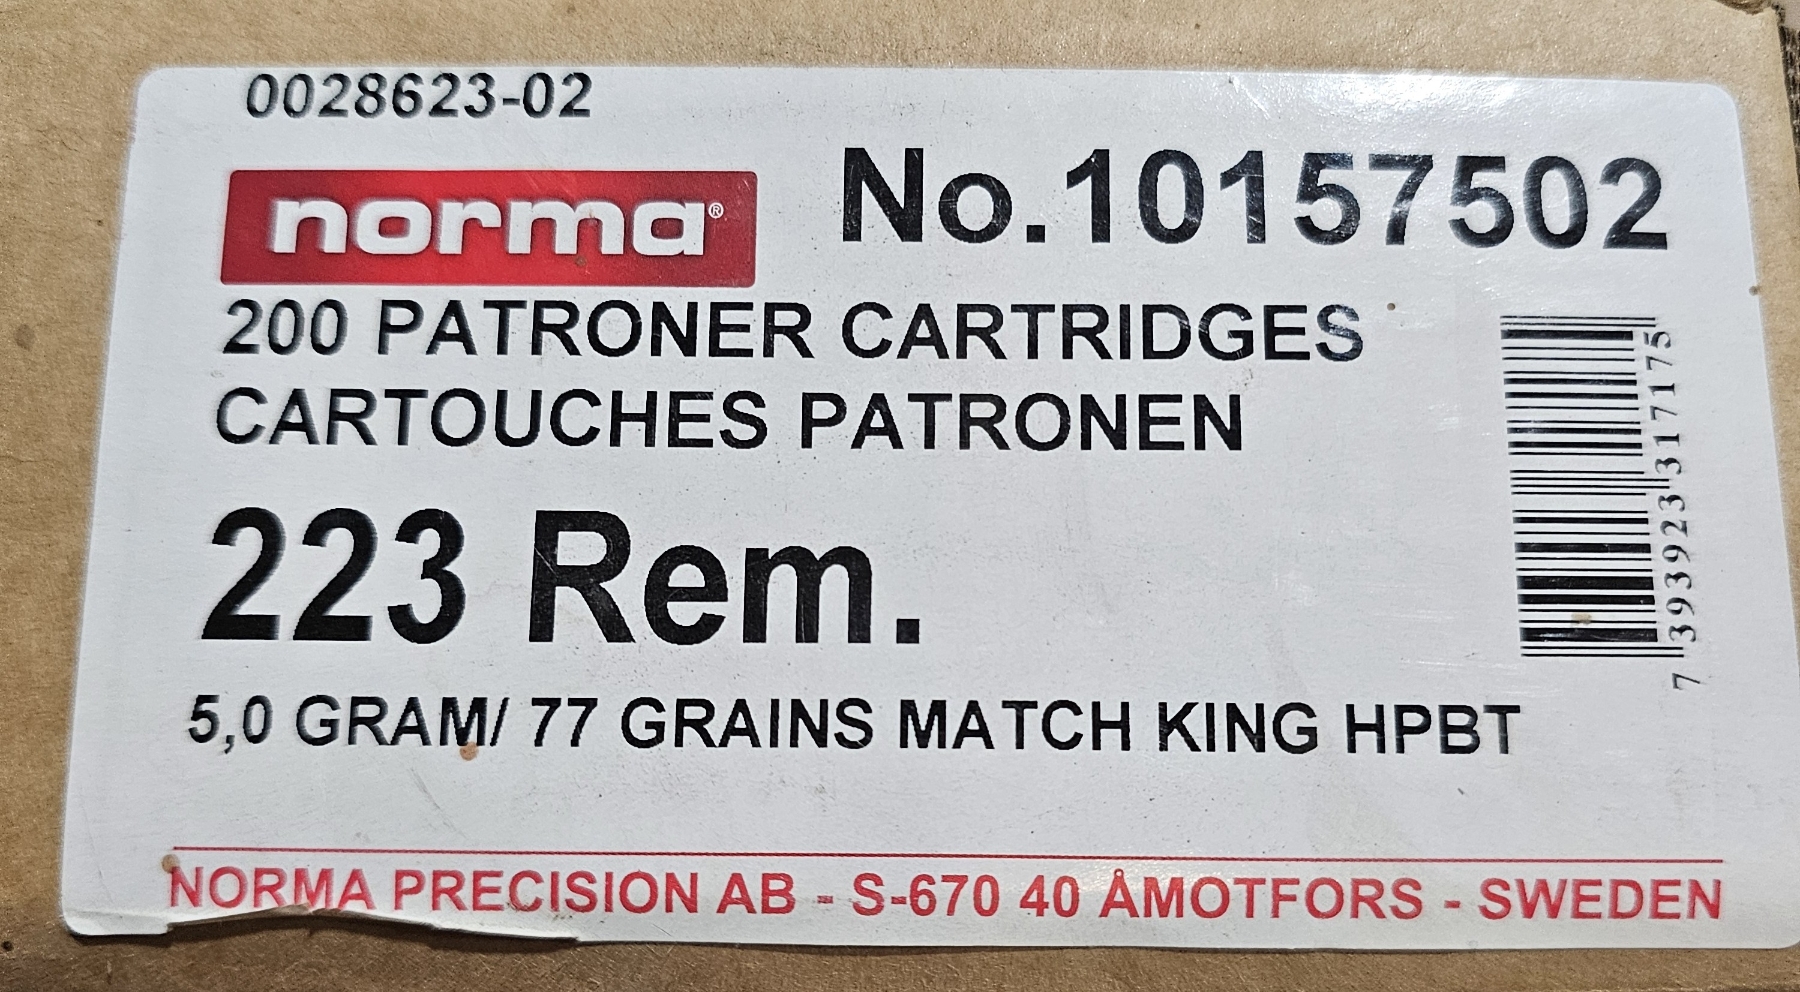 0028623-02
norma®
No.10157502
200 PATRONER CARTRIDGES
CARTOUCHES PATRONEN
223 Rem.
5,0 GRAM/ 77 GRAINS MATCH KING HPBT
7 393923 317175
NORMA PRECISION AB - S-670 40 ÅMOTFORS - SWEDEN